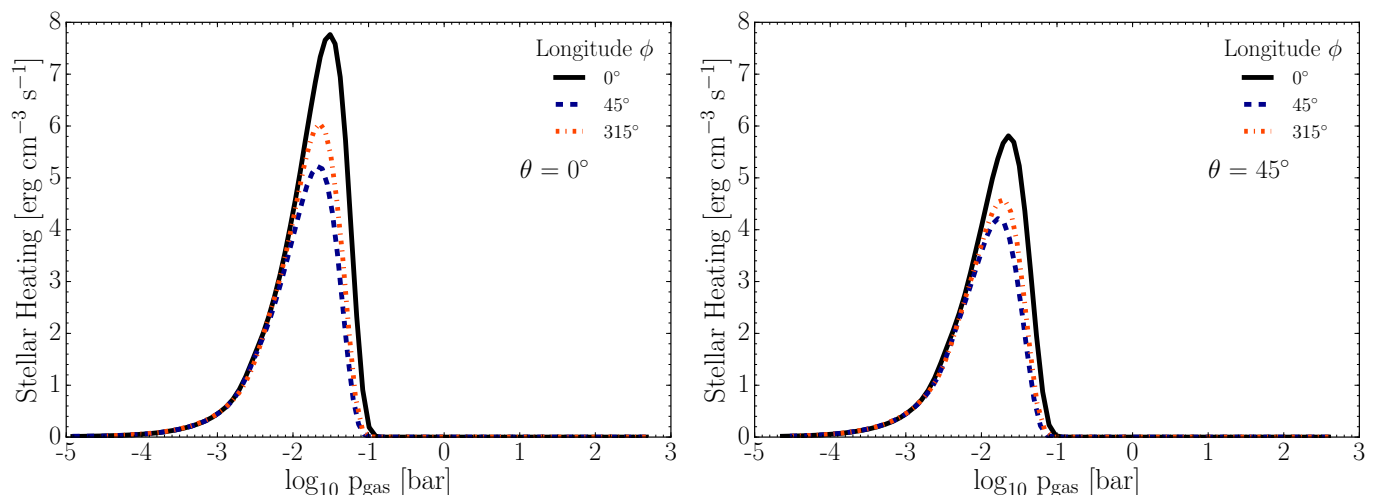 Stellar Heating [erg cm⁻³ s⁻¹]
8
7
6
5
4
3
2
1
0
Longitude ϕ
0°
45°
315°
θ = 0°
-5 -4 -3 -2 -1 0 1 2 3
log₁₀ p_gas [bar]
Stellar Heating [erg cm⁻³ s⁻¹]
8
7
6
5
4
3
2
1
0
Longitude ϕ
0°
45°
315°
θ = 45°
-5 -4 -3 -2 -1 0 1 2 3
log₁₀ p_gas [bar]